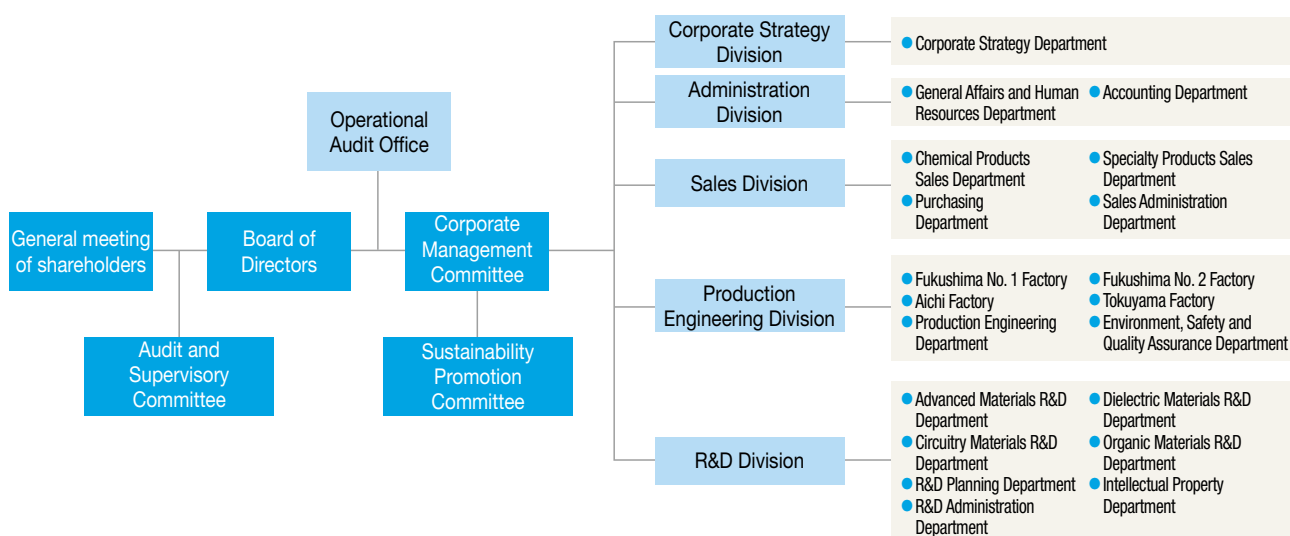 Operational
Audit Office
General meeting
of shareholders
Board of
Directors
Corporate
Management
Committee
Audit and
Supervisory
Committee
Sustainability
Promotion
Committee
Corporate Strategy
Division
Corporate Strategy Department
Administration
Division
General Affairs and Human
Resources Department
Accounting Department
Sales Division
Chemical Products
Sales Department
Specialty Products Sales
Department
Purchasing
Department
Sales Administration
Department
Production
Engineering Division
Fukushima No. 1 Factory
Fukushima No. 2 Factory
Aichi Factory
Tokuyama Factory
Production Engineering
Department
Environment, Safety and
Quality Assurance Department
R&D Division
Advanced Materials R&D
Department
Dielectric Materials R&D
Department
Circuitry Materials R&D
Department
Organic Materials R&D
Department
R&D Planning Department
Intellectual Property
Department
R&D Administration
Department